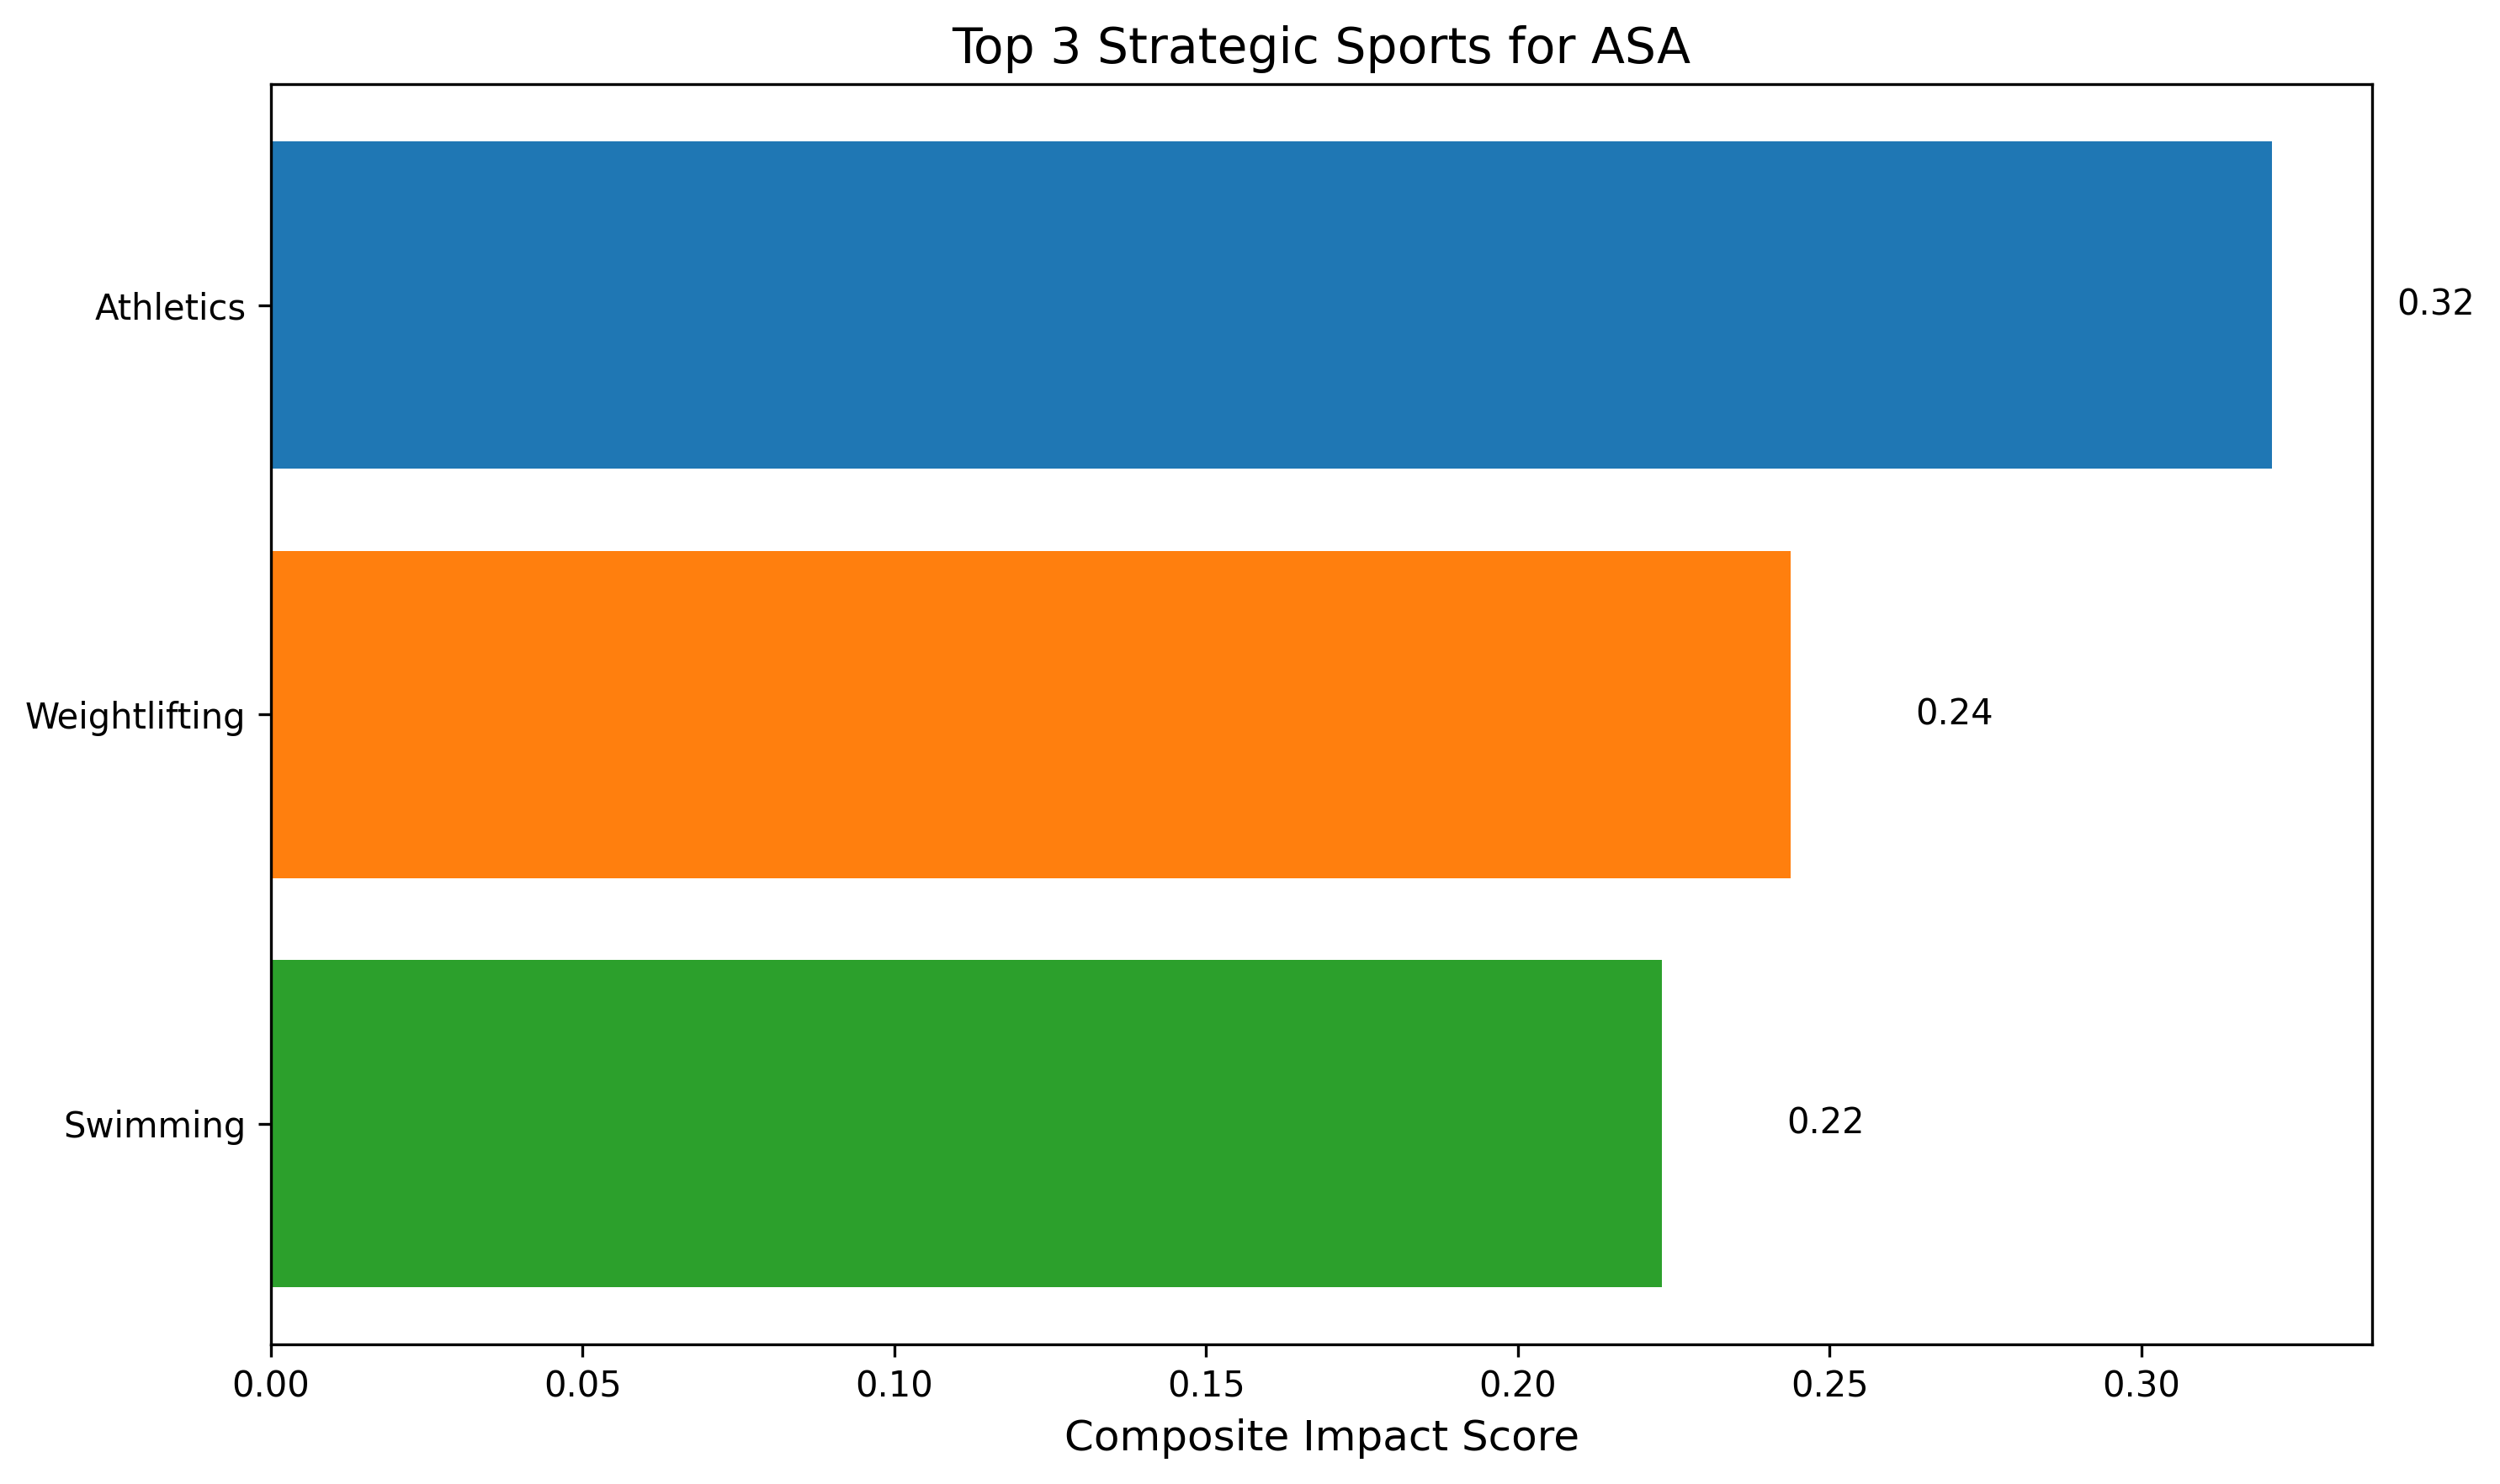 Top 3 Strategic Sports for ASA
Athletics
0.32
Weightlifting
0.24
Swimming
0.22
0.00 0.05 0.10 0.15 0.20 0.25 0.30
Composite Impact Score